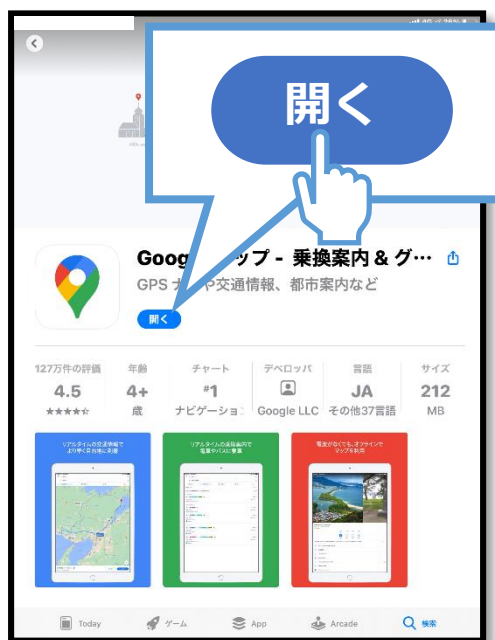 開く
Goog ップ - 乗換案内 & グ…
GPS ナ や交通情報、都市案内など
開く
127万件の評価 年齢 チャート デベロッパ 言語 サイズ
4.5 4+ #1 JA 212
★★★★☆ 歳 ナビゲーショ Google LLC その他37言語 MB
リアルタイムの交通情報で
より早く目的地に到着
リアルタイムの乗換案内で
電車やバスに乗車
電波がなくても、オフラインで
マップを利用
Today ゲーム App Arcade 検索